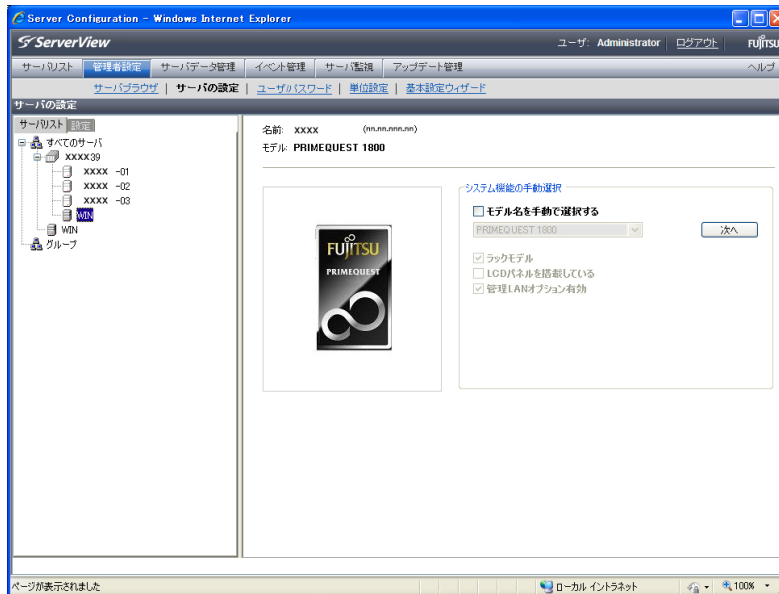 Server Configuration - Windows Internet Explorer
ServerView
ユーザ: Administrator
ログアウト
FUJITSU
サーバリスト
管理者設定
サーバデータ管理
イベント管理
サーバ監視
アップデート管理
ヘルプ
サーバブラウザ | サーバの設定 | ユーザ/パスワード | 単位設定 | 基本設定ウィザード
サーバの設定
サーバリスト
設定
すべてのサーバ
XXXX39
XXXX -01
XXXX -02
XXXX -03
WIN
WIN
グループ
名前: XXXX (nn.nn.nnn.nn)
モデル: PRIMEQUEST 1800
FUJITSU
PRIMEQUEST
システム機能の手動選択
モデル名を手動で選択する
PRIMEQUEST 1800
次へ
ラックモデル
LCDパネルを搭載している
管理LANオプション有効
ページが表示されました
ローカル イントラネット
100%